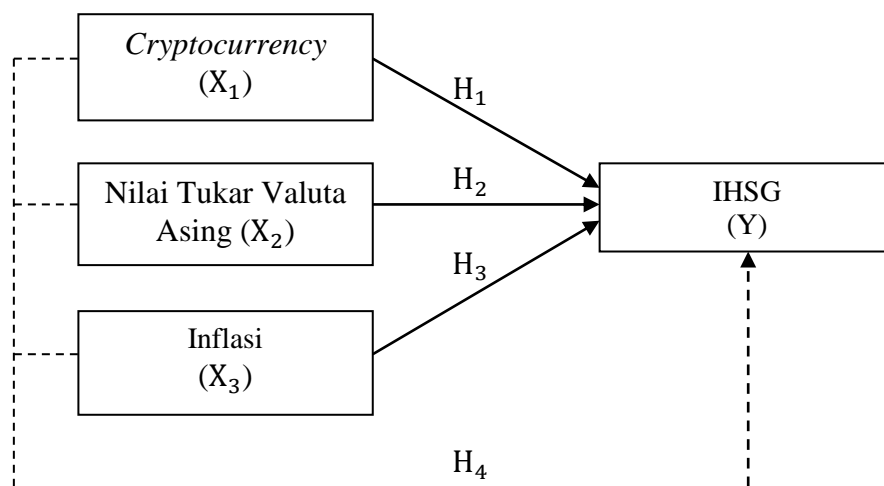 Cryptocurrency
(X₁)
H₁
Nilai Tukar Valuta
Asing (X₂)
H₂
IHSG
(Y)
H₃
Inflasi
(X₃)
H₄